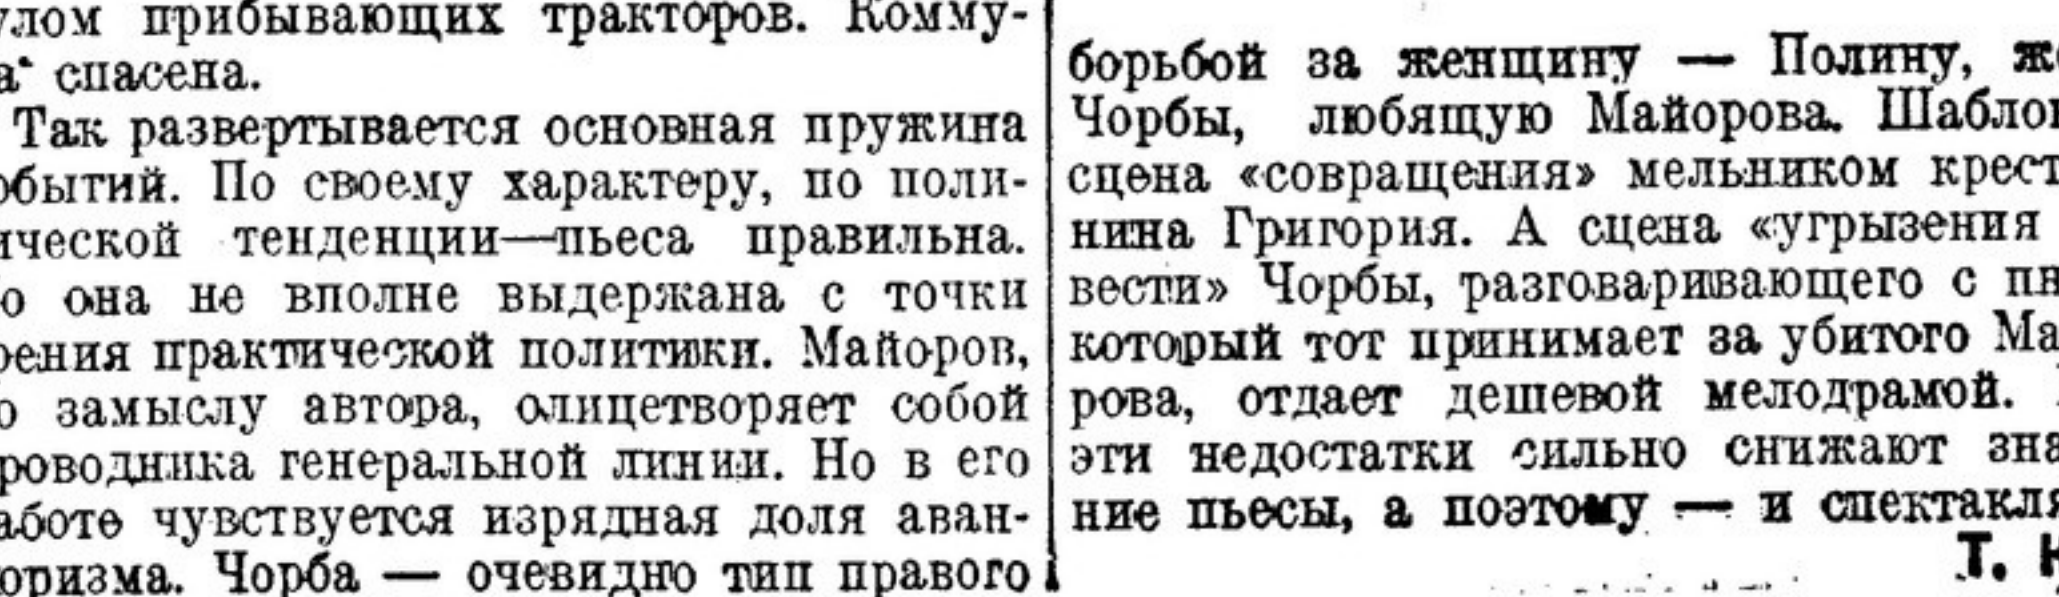 улом прибывающих тракторов. Комму-
а" спасена.
Так развертывается основная пружина
обытий. По своему характеру, по поли-
ической тенденции—пьеса правильна.
о она не вполне выдержана с точки
рения практической политики. Майоров,
о замыслу автора, олицетворяет собой
роводника генеральной линии. Но в его
аботе чувствуется изрядная доля аван-
оризма. Чорба — очевидно тип правого
борьбой за женщину — Полину, же
Чорбы, любящую Майорова. Шаблон
сцена «совращения» мельником крест
нина Григория. А сцена «угрызения
вести» Чорбы, разговаривающего с пн
который тот принимает за убитого Ма
рова, отдает дешевой мелодрамой.
эти недостатки сильно снижают зна
ние пьесы, а поэтому — и спектакля
Т.